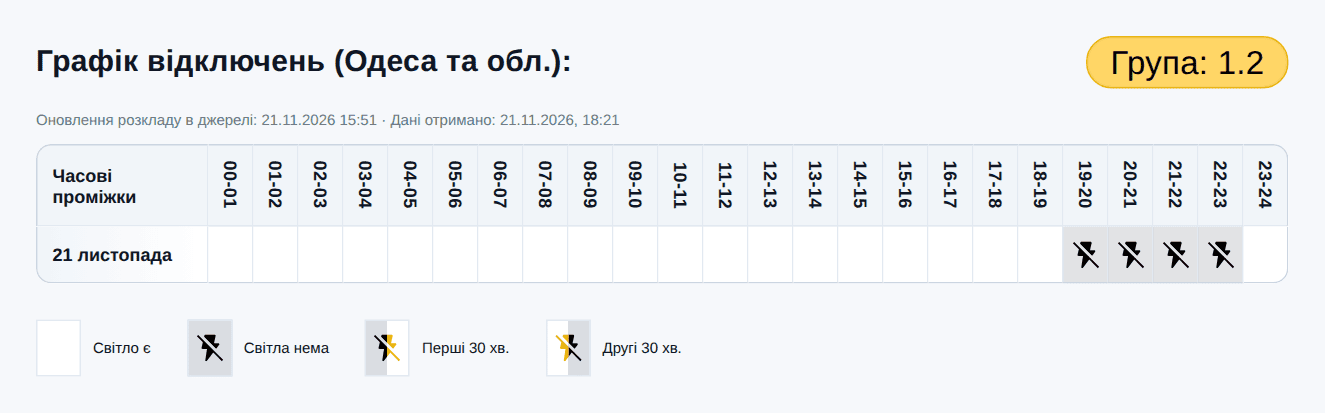 Графік відключень (Одеса та обл.):
Група: 1.2
Оновлення розкладу в джерелі: 21.11.2026 15:51 · Дані отримано: 21.11.2026, 18:21
Часові
проміжки
00-01
01-02
02-03
03-04
04-05
05-06
06-07
07-08
08-09
09-10
10-11
11-12
12-13
13-14
14-15
15-16
16-17
17-18
18-19
19-20
20-21
21-22
22-23
23-24
21 листопада
Світло є
Світла нема
Перші 30 хв.
Другі 30 хв.